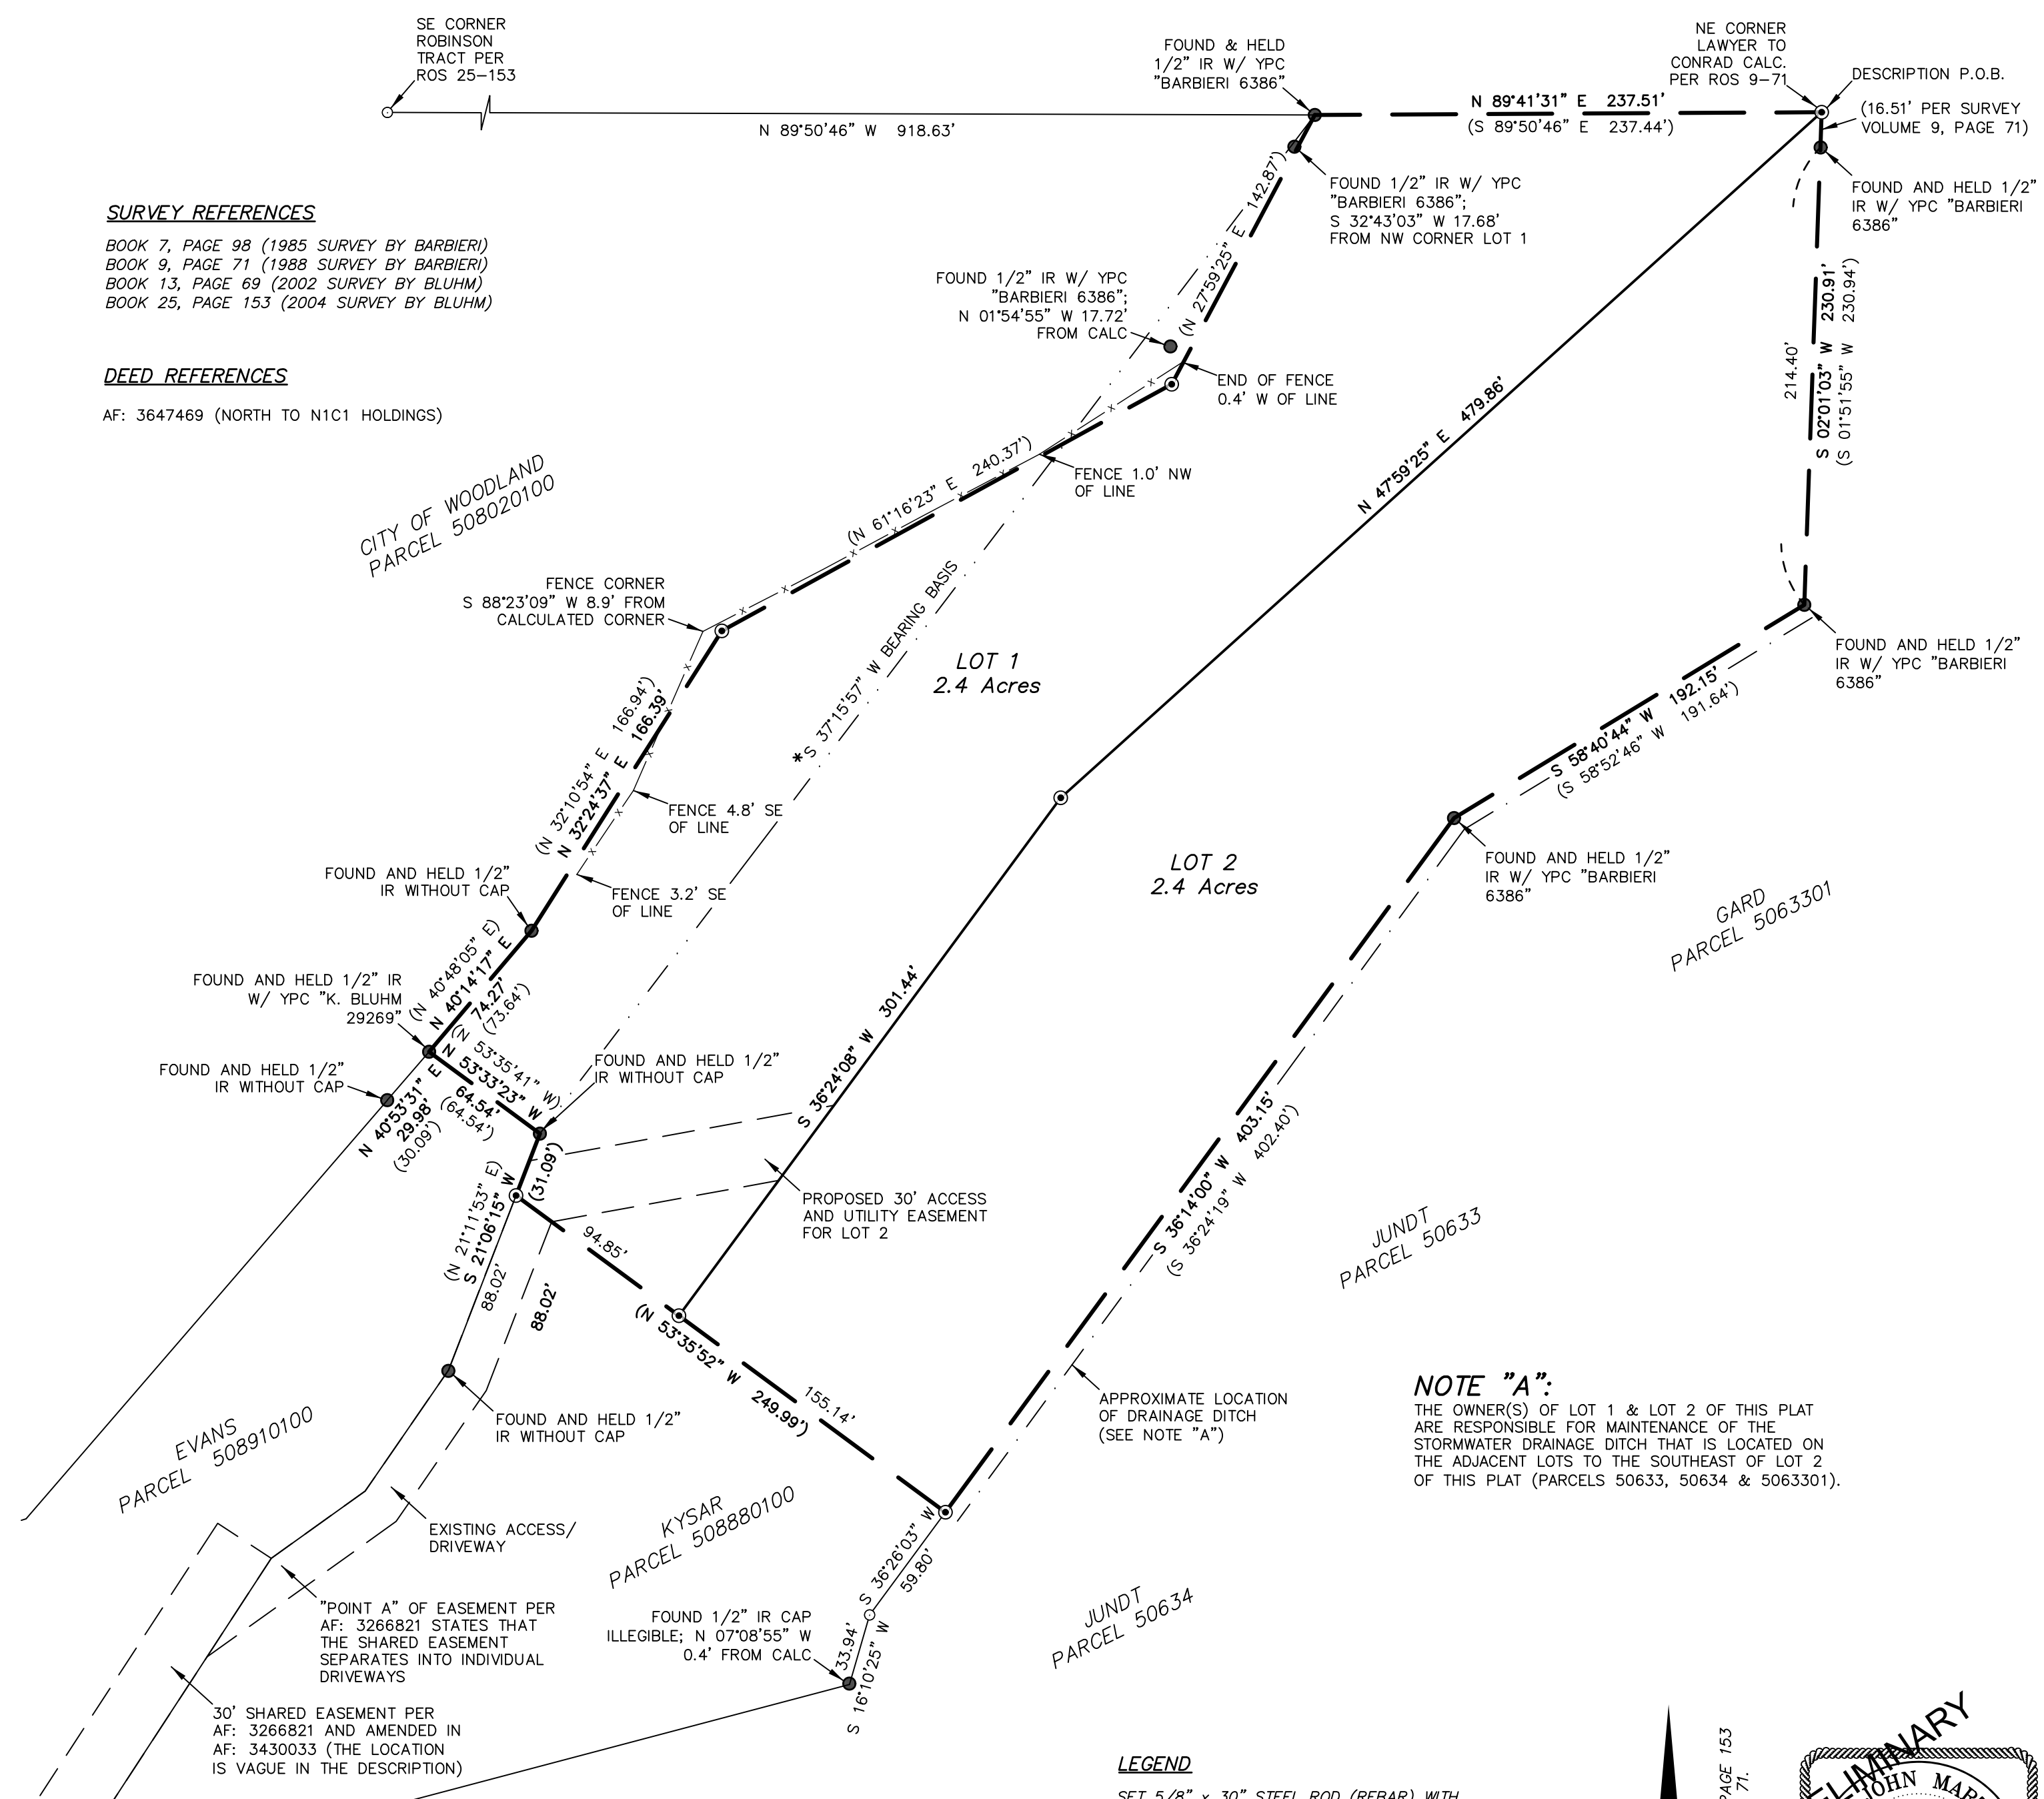 SE CORNER
ROBINSON
TRACT PER
ROS 25-153
N 89°50'46" W 918.63'
FOUND & HELD
1/2" IR W/ YPC
"BARBIERI 6386"
N 89°41'31" E 237.51'
(S 89°50'46" E 237.44')
NE CORNER
LAWYER TO
CONRAD CALC.
PER ROS 9-71
DESCRIPTION P.O.B.
(16.51' PER SURVEY
VOLUME 9, PAGE 71)
FOUND AND HELD 1/2"
IR W/ YPC "BARBIERI
6386"
FOUND 1/2" IR W/ YPC
"BARBIERI 6386";
S 32°43'03" W 17.68'
FROM NW CORNER LOT 1
(N 27°59'25" E 142.87')
SURVEY REFERENCES
BOOK 7, PAGE 98 (1985 SURVEY BY BARBIERI)
BOOK 9, PAGE 71 (1988 SURVEY BY BARBIERI)
BOOK 13, PAGE 69 (2002 SURVEY BY BLUHM)
BOOK 25, PAGE 153 (2004 SURVEY BY BLUHM)
FOUND 1/2" IR W/ YPC
"BARBIERI 6386";
N 01°54'55" W 17.72'
FROM CALC
214.40'
S 02°01'03" W 230.91'
(S 01°51'55" W 230.94')
DEED REFERENCES
AF: 3647469 (NORTH TO N1C1 HOLDINGS)
END OF FENCE
0.4' W OF LINE
N 47°59'25" E 479.86'
(N 61°16'23" E 240.37')
FENCE 1.0' NW
OF LINE
CITY OF WOODLAND
PARCEL 508020100
FENCE CORNER
S 88°23'09" W 8.9' FROM
CALCULATED CORNER
*S 37°15'57" W BEARING BASIS
LOT 1
2.4 Acres
FOUND AND HELD 1/2"
IR W/ YPC "BARBIERI
6386"
S 58°40'44" W 192.15'
(S 58°52'46" W 191.64')
(N 32°10'54" E 166.94')
N 32°24'37" E 166.39'
FENCE 4.8' SE
OF LINE
LOT 2
2.4 Acres
FOUND AND HELD 1/2"
IR W/ YPC "BARBIERI
6386"
FOUND AND HELD 1/2"
IR WITHOUT CAP
FENCE 3.2' SE
OF LINE
GARD
PARCEL 5063301
FOUND AND HELD 1/2" IR
W/ YPC "K. BLUHM
29269"
(N 40°48'05" E)
N 40°14'17" E
74.27'
(73.64')
S 36°24'08" W 301.44'
FOUND AND HELD 1/2"
IR WITHOUT CAP
(N 53°35'41" W)
N 53°33'23" W
64.54'
(64.54')
FOUND AND HELD 1/2"
IR WITHOUT CAP
N 40°53'31" E
29.98'
(30.09')
S 36°14'00" W 403.15'
(S 36°24'19" W 402.40')
(31.09')
(N 21°11'53" E)
S 21°06'15" W
88.02'
88.02'
94.85'
PROPOSED 30' ACCESS
AND UTILITY EASEMENT
FOR LOT 2
JUNDT
PARCEL 50633
(N 53°35'52" W 249.99')
155.14'
APPROXIMATE LOCATION
OF DRAINAGE DITCH
(SEE NOTE "A")
NOTE "A":
THE OWNER(S) OF LOT 1 & LOT 2 OF THIS PLAT
ARE RESPONSIBLE FOR MAINTENANCE OF THE
STORMWATER DRAINAGE DITCH THAT IS LOCATED ON
THE ADJACENT LOTS TO THE SOUTHEAST OF LOT 2
OF THIS PLAT (PARCELS 50633, 50634 & 5063301).
FOUND AND HELD 1/2"
IR WITHOUT CAP
EVANS
PARCEL 508910100
EXISTING ACCESS/
DRIVEWAY
KYSAR
PARCEL 508880100
S 36°26'03" W
59.80'
"POINT A" OF EASEMENT PER
AF: 3266821 STATES THAT
THE SHARED EASEMENT
SEPARATES INTO INDIVIDUAL
DRIVEWAYS
FOUND 1/2" IR CAP
ILLEGIBLE; N 07°08'55" W
0.4' FROM CALC
33.94'
S 16°10'25" W
JUNDT
PARCEL 50634
30' SHARED EASEMENT PER
AF: 3266821 AND AMENDED IN
AF: 3430033 (THE LOCATION
IS VAGUE IN THE DESCRIPTION)
LEGEND
SET 5/8" x 30" STEEL ROD (REBAR) WITH
PAGE 153
71.
ELIMINARY
JOHN MAR